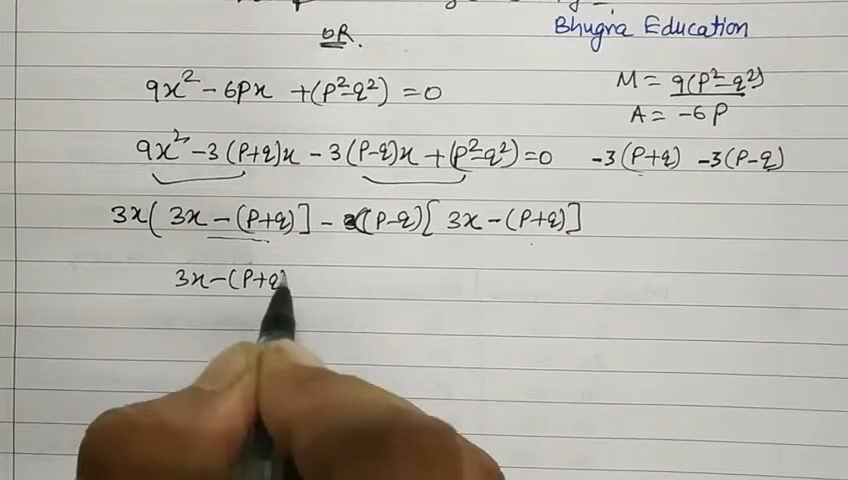 OR.
Bhugra Education
9x² - 6px + (p²-q²) = 0
M = 9(p²-q²)
A = -6p
9x² - 3(p+q)x - 3(p-q)x + (p²-q²) = 0
-3(p+q) -3(p-q)
3x( 3x - (p+q)] - (p-q)[ 3x - (p+q)]
3x - (p+q)